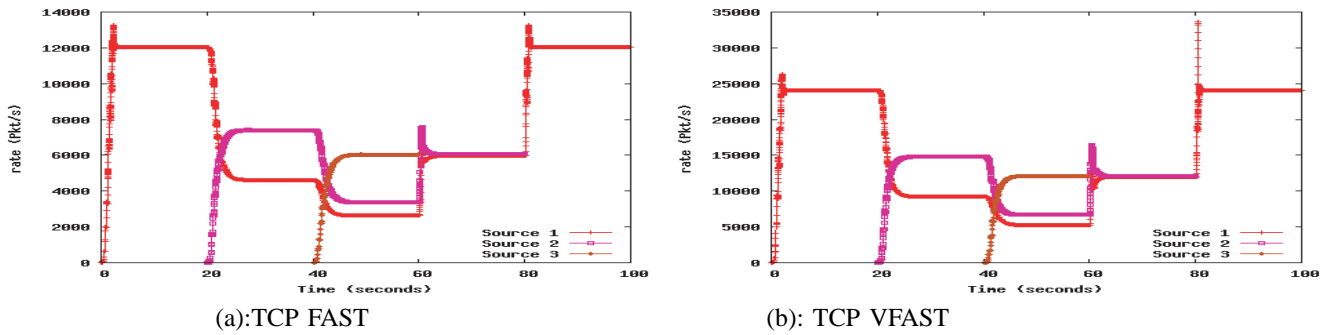 14000
12000
10000
8000
6000
4000
2000
0
rate (Pkt/s)
0 20 40 60 80 100
Time (seconds)
Source 1
Source 2
Source 3
(a):TCP FAST
35000
30000
25000
20000
15000
10000
5000
0
rate (Pkt/s)
0 20 40 60 80 100
Time (seconds)
Source 1
Source 2
Source 3
(b): TCP VFAST